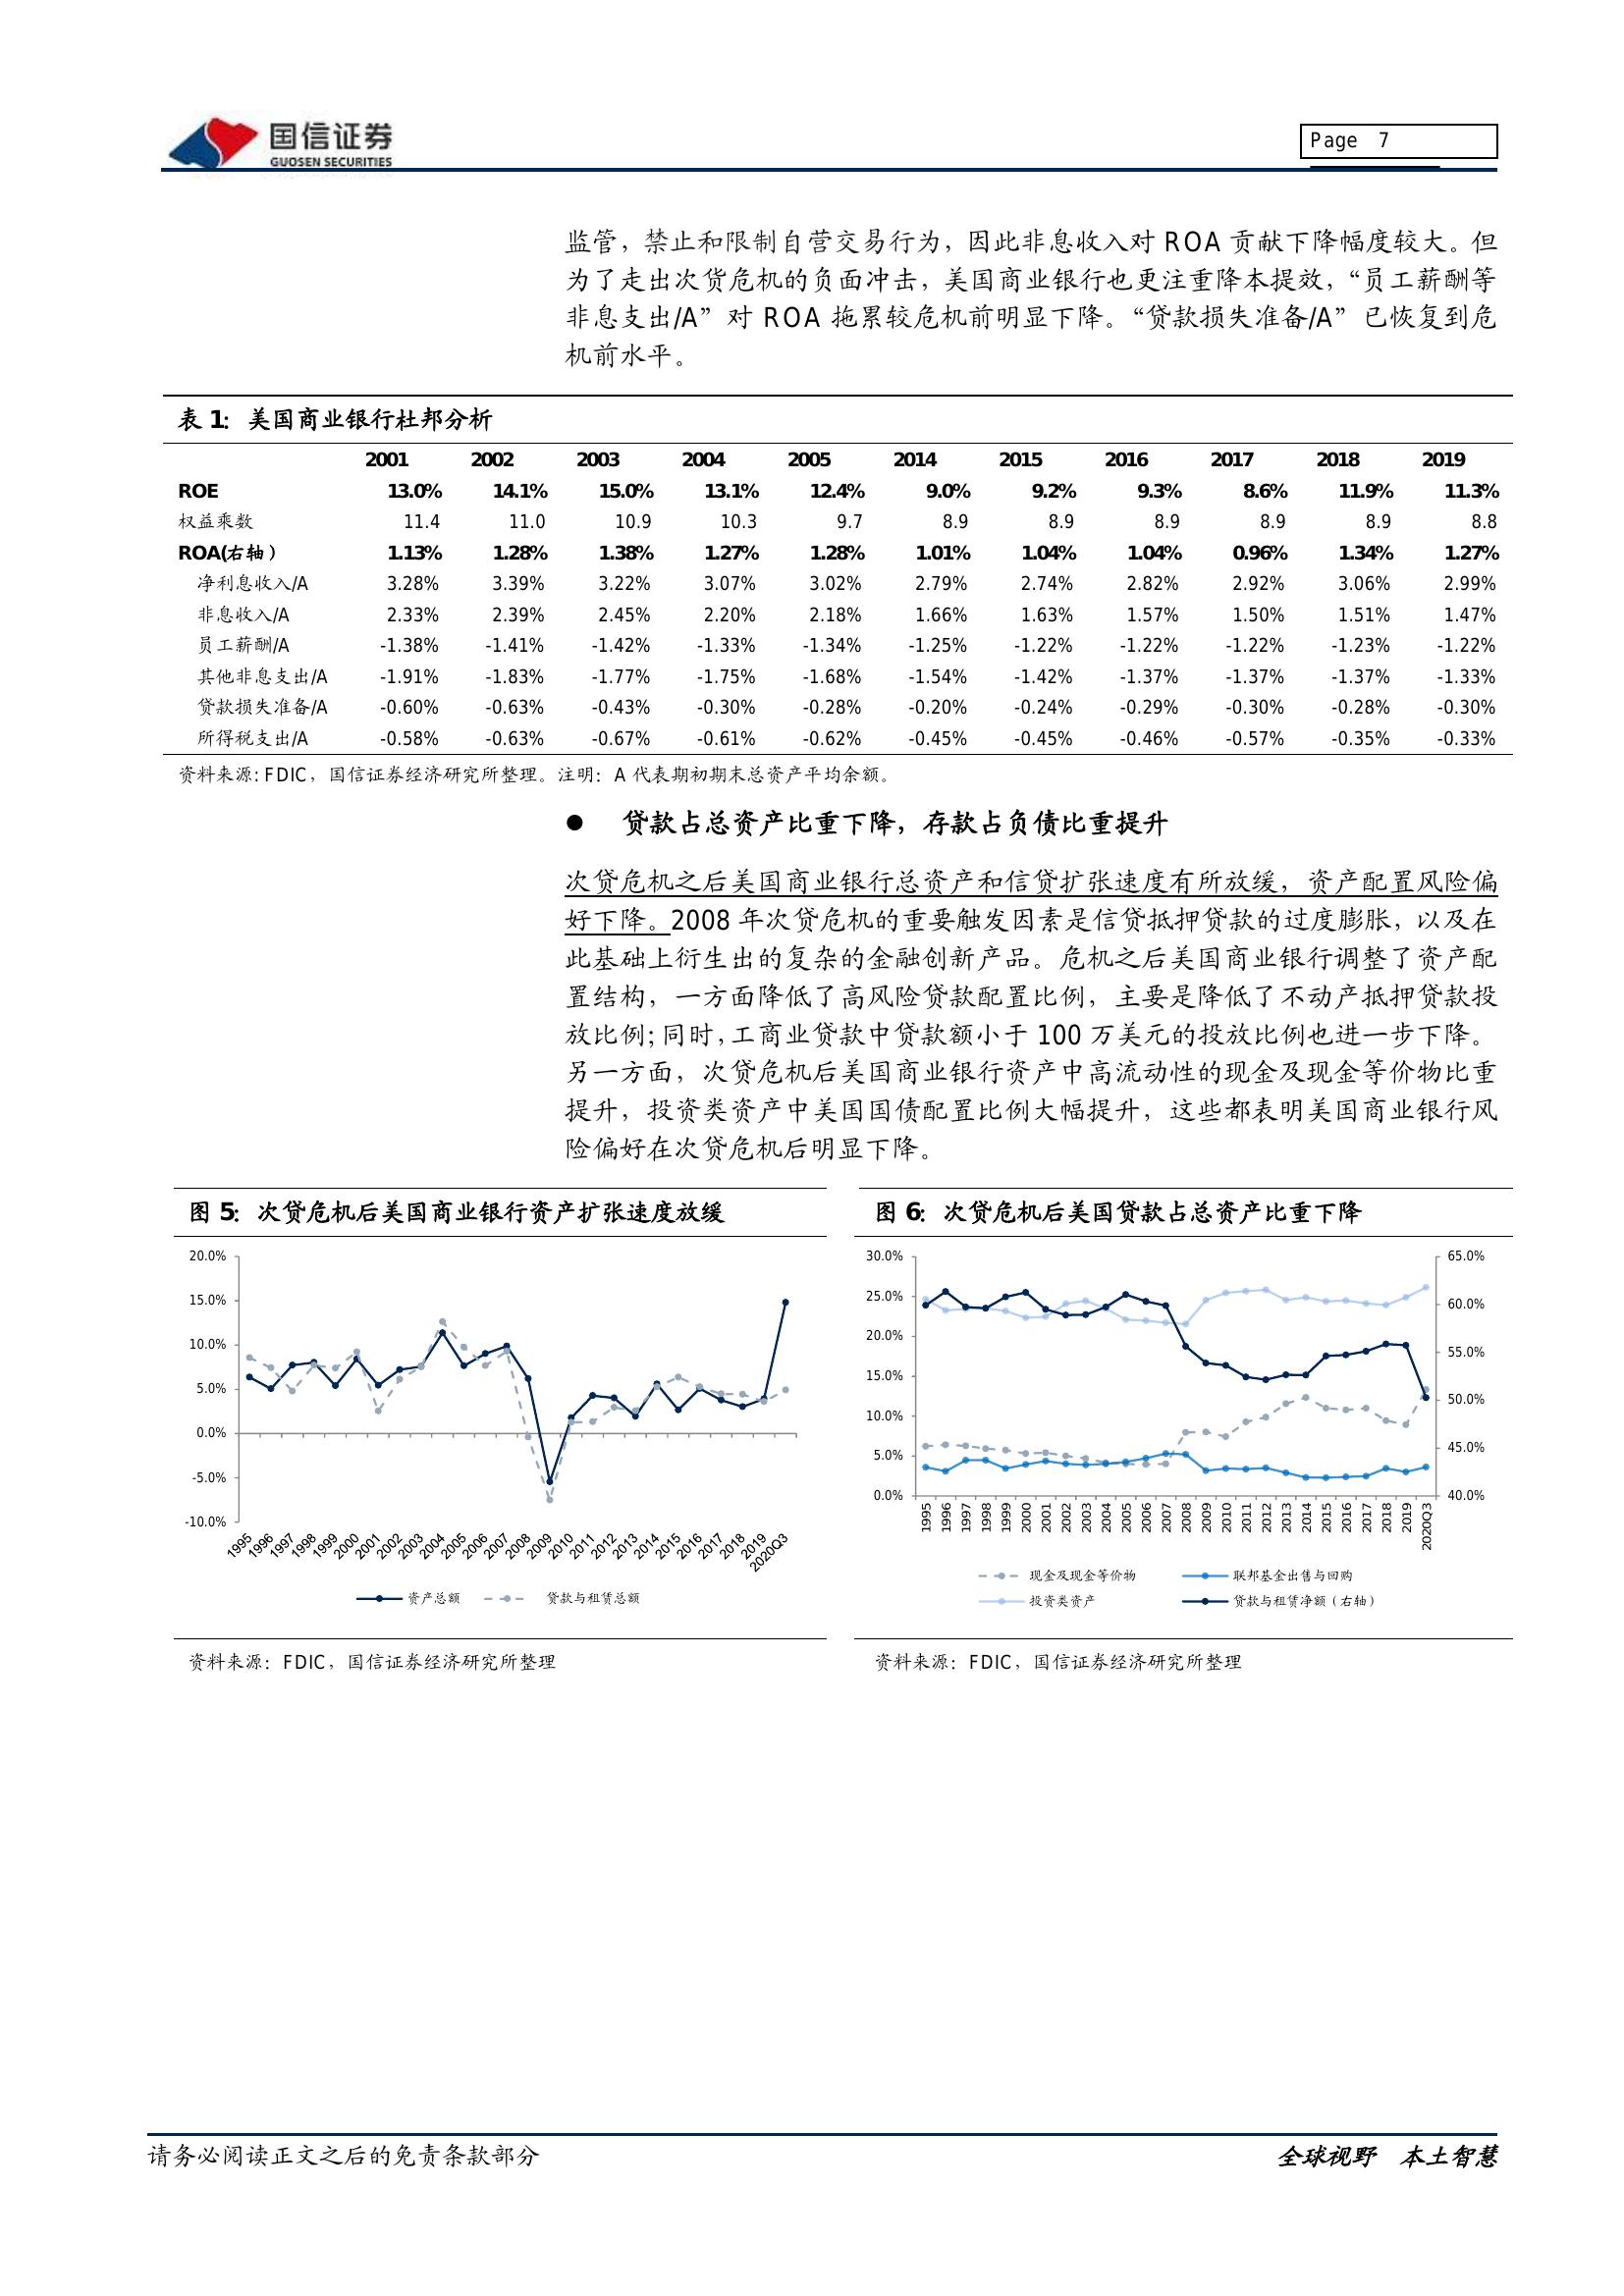 国信证券
GUOSEN SECURITIES
Page 7
监管，禁止和限制自营交易行为，因此非息收入对 ROA 贡献下降幅度较大。但
为了走出次货危机的负面冲击，美国商业银行也更注重降本提效，“员工薪酬等
非息支出/A”对 ROA 拖累较危机前明显下降。“贷款损失准备/A”已恢复到危
机前水平。
表 1：美国商业银行杜邦分析
2001 2002 2003 2004 2005 2014 2015 2016 2017 2018 2019
ROE 13.0% 14.1% 15.0% 13.1% 12.4% 9.0% 9.2% 9.3% 8.6% 11.9% 11.3%
权益乘数 11.4 11.0 10.9 10.3 9.7 8.9 8.9 8.9 8.9 8.9 8.8
ROA(右轴） 1.13% 1.28% 1.38% 1.27% 1.28% 1.01% 1.04% 1.04% 0.96% 1.34% 1.27%
净利息收入/A 3.28% 3.39% 3.22% 3.07% 3.02% 2.79% 2.74% 2.82% 2.92% 3.06% 2.99%
非息收入/A 2.33% 2.39% 2.45% 2.20% 2.18% 1.66% 1.63% 1.57% 1.50% 1.51% 1.47%
员工薪酬/A -1.38% -1.41% -1.42% -1.33% -1.34% -1.25% -1.22% -1.22% -1.22% -1.23% -1.22%
其他非息支出/A -1.91% -1.83% -1.77% -1.75% -1.68% -1.54% -1.42% -1.37% -1.37% -1.37% -1.33%
贷款损失准备/A -0.60% -0.63% -0.43% -0.30% -0.28% -0.20% -0.24% -0.29% -0.30% -0.28% -0.30%
所得税支出/A -0.58% -0.63% -0.67% -0.61% -0.62% -0.45% -0.45% -0.46% -0.57% -0.35% -0.33%
资料来源: FDIC，国信证券经济研究所整理。注明：A 代表期初期末总资产平均余额。
● 贷款占总资产比重下降，存款占负债比重提升
次贷危机之后美国商业银行总资产和信贷扩张速度有所放缓，资产配置风险偏
好下降。2008 年次贷危机的重要触发因素是信贷抵押贷款的过度膨胀，以及在
此基础上衍生出的复杂的金融创新产品。危机之后美国商业银行调整了资产配
置结构，一方面降低了高风险贷款配置比例，主要是降低了不动产抵押贷款投
放比例；同时，工商业贷款中贷款额小于 100 万美元的投放比例也进一步下降。
另一方面，次贷危机后美国商业银行资产中高流动性的现金及现金等价物比重
提升，投资类资产中美国国债配置比例大幅提升，这些都表明美国商业银行风
险偏好在次贷危机后明显下降。
图 5：次贷危机后美国商业银行资产扩张速度放缓
20.0%
15.0%
10.0%
5.0%
0.0%
-5.0%
-10.0%
1995 1996 1997 1998 1999 2000 2001 2002 2003 2004 2005 2006 2007 2008 2009 2010 2011 2012 2013 2014 2015 2016 2017 2018 2019 2020Q3
资产总额 贷款与租赁总额
资料来源：FDIC，国信证券经济研究所整理
图 6：次贷危机后美国贷款占总资产比重下降
30.0% 65.0%
25.0% 60.0%
20.0% 55.0%
15.0% 50.0%
10.0% 45.0%
5.0% 40.0%
0.0%
1995 1996 1997 1998 1999 2000 2001 2002 2003 2004 2005 2006 2007 2008 2009 2010 2011 2012 2013 2014 2015 2016 2017 2018 2019 2020Q3
现金及现金等价物 联邦基金出售与回购
投资类资产 贷款与租赁净额（右轴）
资料来源：FDIC，国信证券经济研究所整理
请务必阅读正文之后的免责条款部分
全球视野 本土智慧